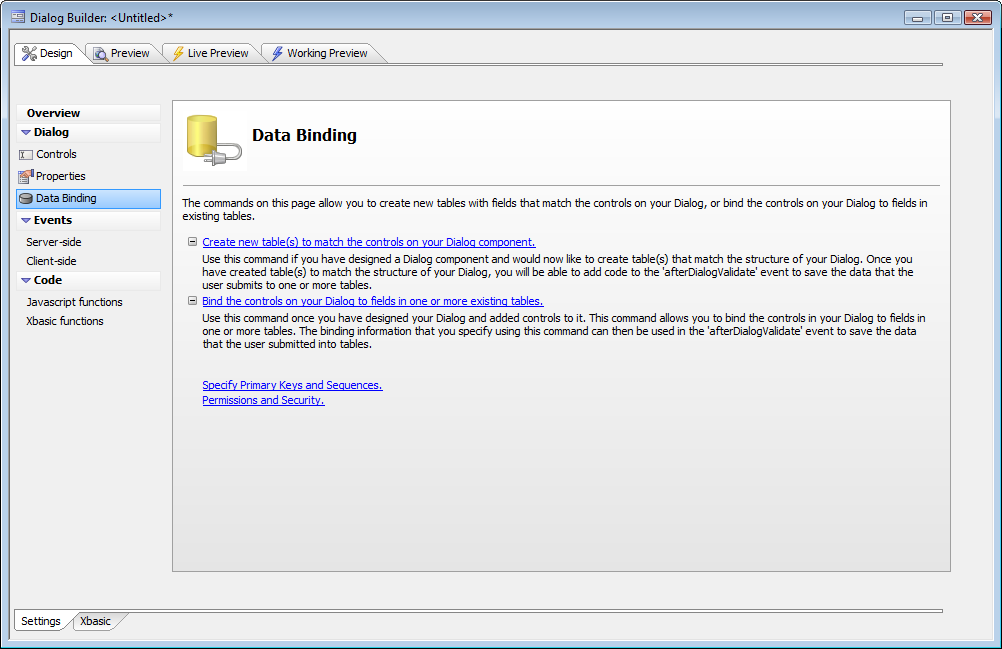 Dialog Builder: <Untitled>*
Design
Preview
Live Preview
Working Preview
Overview
Dialog
Controls
Properties
Data Binding
Events
Server-side
Client-side
Code
Javascript functions
Xbasic functions
Data Binding
The commands on this page allow you to create new tables with fields that match the controls on your Dialog, or bind the controls on your Dialog to fields in
existing tables.
Create new table(s) to match the controls on your Dialog component.
Use this command if you have designed a Dialog component and would now like to create table(s) that match the structure of your Dialog. Once you
have created table(s) to match the structure of your Dialog, you will be able to add code to the 'afterDialogValidate' event to save the data that the
user submits to one or more tables.
Bind the controls on your Dialog to fields in one or more existing tables.
Use this command once you have designed your Dialog and added controls to it. This command allows you to bind the controls in your Dialog to fields in
one or more tables. The binding information that you specify using this command can then be used in the 'afterDialogValidate' event to save the data
that the user submitted into tables.
Specify Primary Keys and Sequences.
Permissions and Security.
Settings
Xbasic